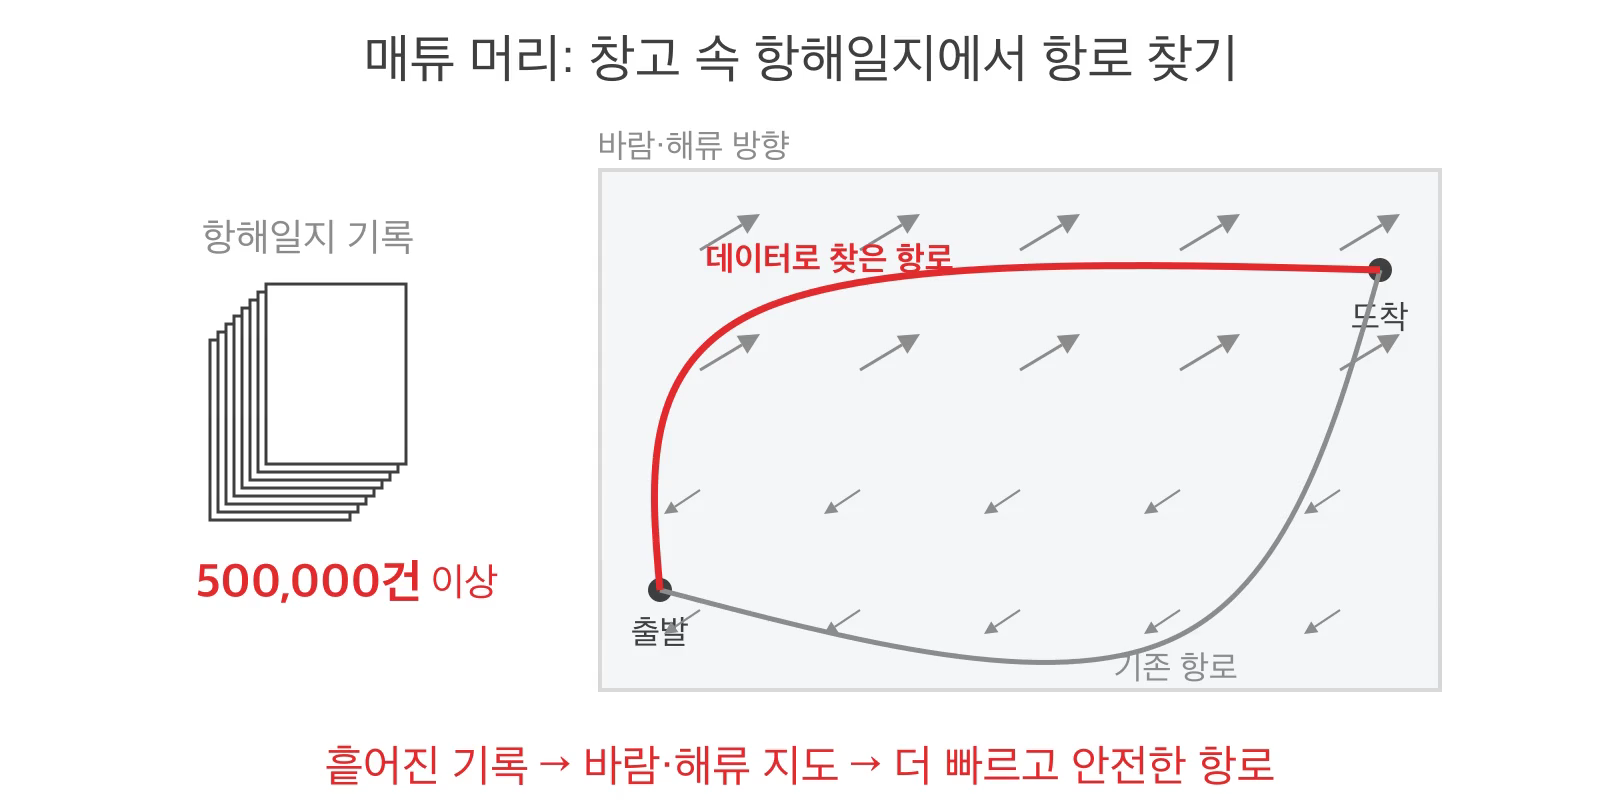 매튜 머리: 창고 속 항해일지에서 항로 찾기
바람·해류 방향
항해일지 기록
데이터로 찾은 항로
도착
500,000건 이상
출발
기존 항로
흩어진 기록 → 바람·해류 지도 → 더 빠르고 안전한 항로